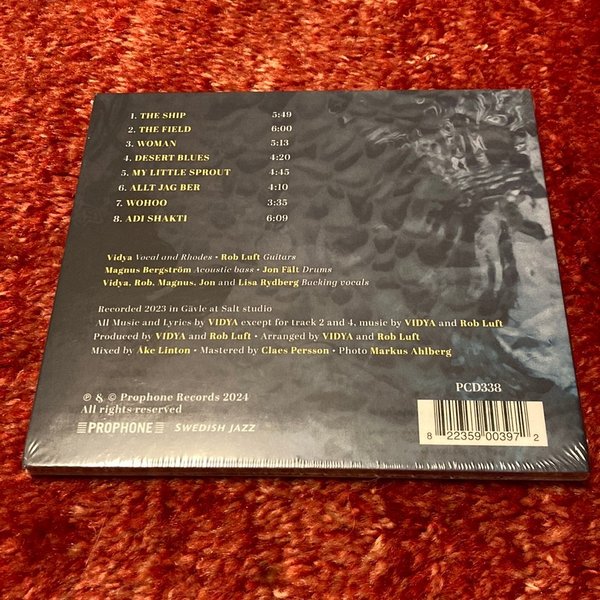 1. THE SHIP 5:49
2. THE FIELD 6:00
3. WOMAN 5:13
4. DESERT BLUES 4:20
5. MY LITTLE SPROUT 4:45
6. ALLT JAG BER 4:10
7. WOHOO 3:35
8. ADI SHAKTI 6:09
Vidya Vocal and Rhodes • Rob Luft Guitars
Magnus Bergström Acoustic bass • Jon Fält Drums
Vidya, Rob, Magnus, Jon and Lisa Rydberg Backing vocals
Recorded 2023 in Gävle at Salt studio
All Music and Lyrics by VIDYA except for track 2 and 4, music by VIDYA and Rob Luft
Produced by VIDYA and Rob Luft • Arranged by VIDYA and Rob Luft
Mixed by Åke Linton • Mastered by Claes Persson • Photo Markus Ahlberg
℗ & © Prophone Records 2024
All rights reserved
PROPHONE SWEDISH JAZZ
PCD338
8 22359 00397 2